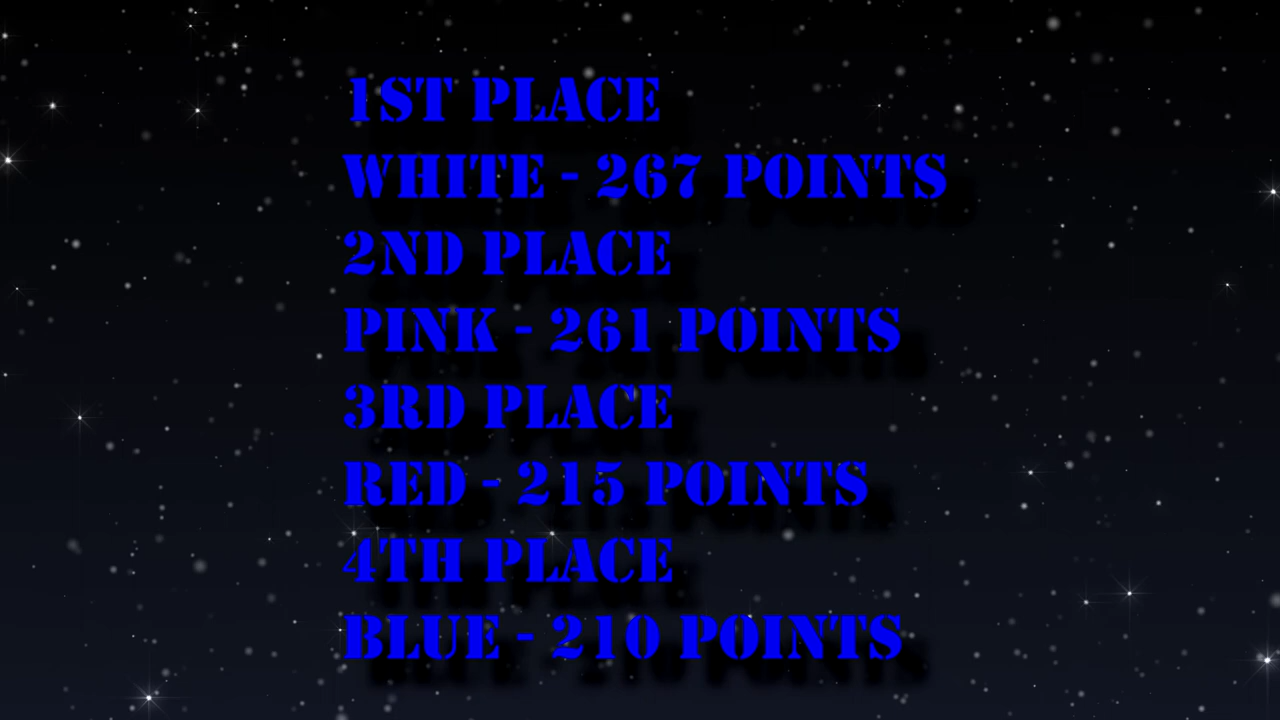 1ST PLACE
WHITE - 267 POINTS
2ND PLACE
PINK - 261 POINTS
3RD PLACE
RED - 215 POINTS
4TH PLACE
BLUE - 210 POINTS